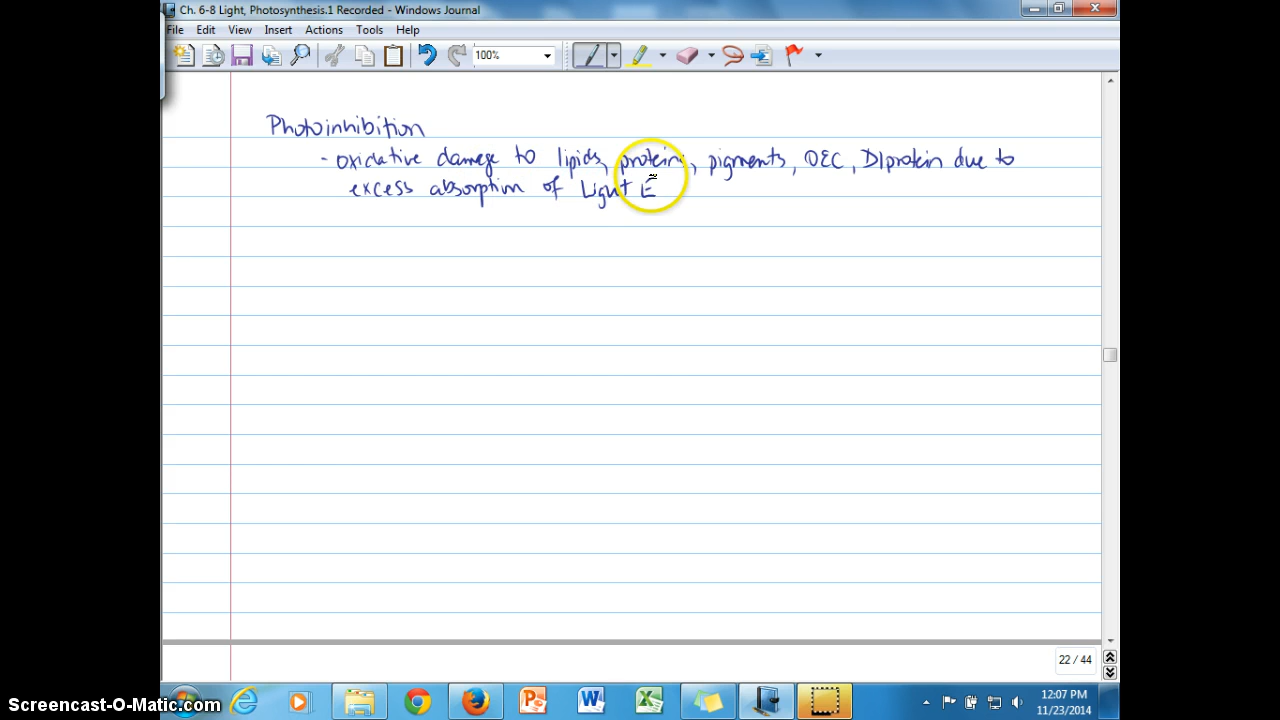 Ch. 6-8 Light, Photosynthesis.1 Recorded - Windows Journal
File Edit View Insert Actions Tools Help
100%
Photoinhibition
- oxidative damage to lipids, proteins, pigments, OEC, D1 protein due to
excess absorption of Light E
22 / 44
12:07 PM
11/23/2014
Screencast-O-Matic.com